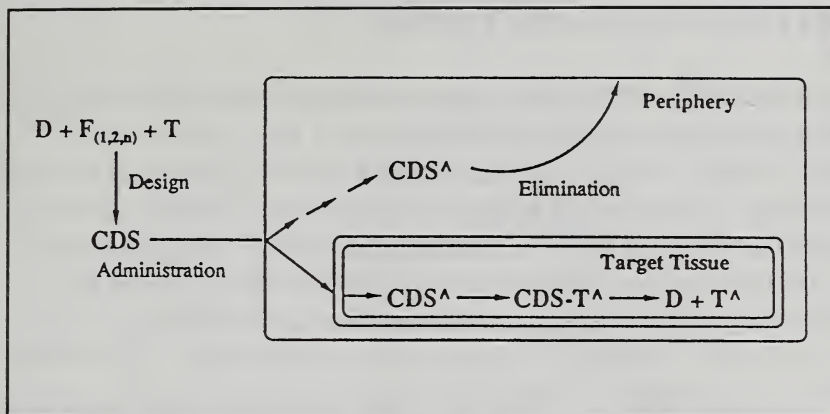 Periphery
D + F(1,2,n) + T
CDS^
Design
Elimination
CDS
Administration
Target Tissue
CDS^ CDS-T^ D + T^